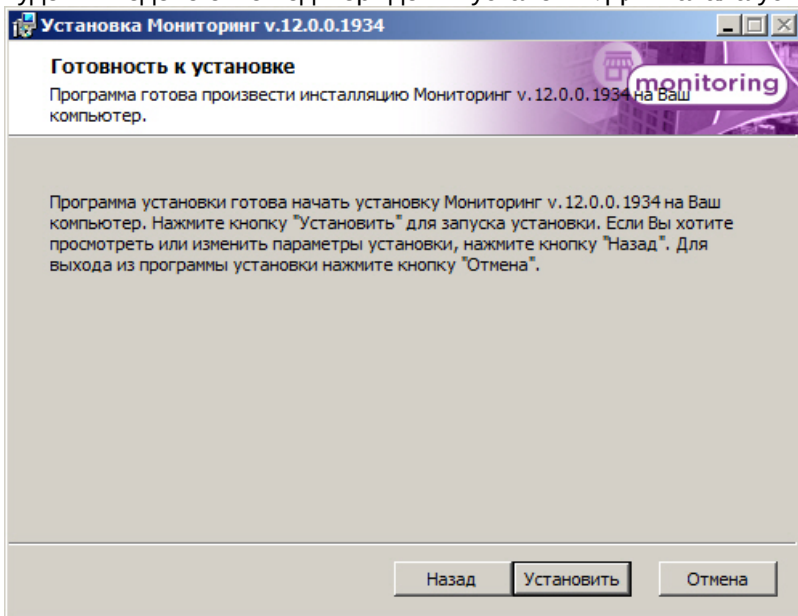 Установка Мониторинг v.12.0.0.1934
Готовность к установке
Программа готова произвести инсталляцию Мониторинг v.12.0.0.1934 на Ваш
компьютер.
monitoring
Программа установки готова начать установку Мониторинг v.12.0.0.1934 на Ваш
компьютер. Нажмите кнопку "Установить" для запуска установки. Если Вы хотите
просмотреть или изменить параметры установки, нажмите кнопку "Назад". Для
выхода из программы установки нажмите кнопку "Отмена".
Назад Установить Отмена